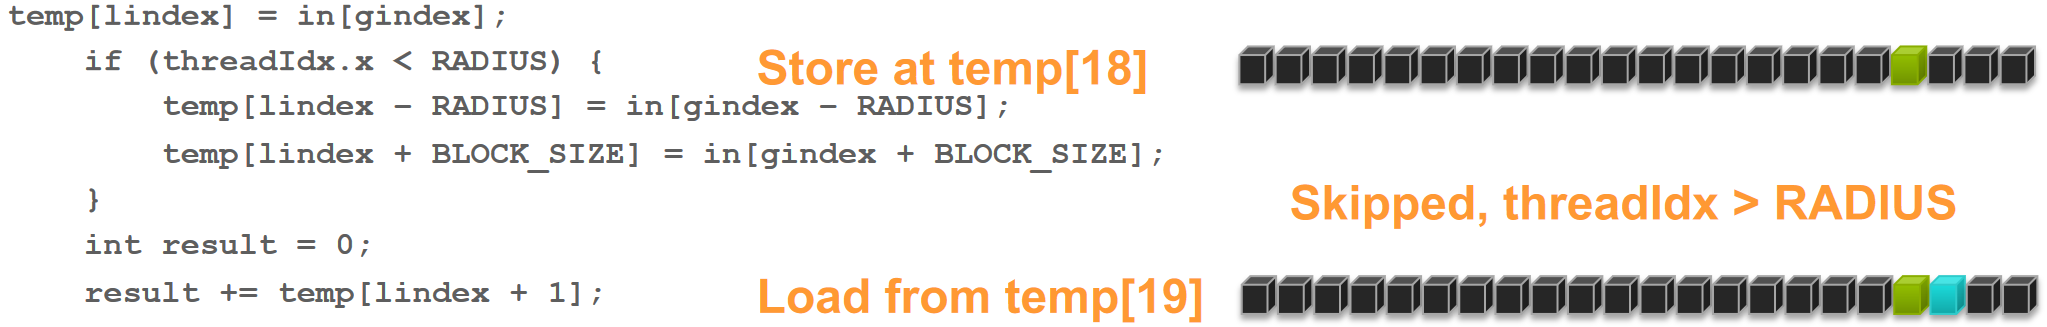 temp[lindex] = in[gindex];
if (threadIdx.x < RADIUS) {
Store at temp[18]
temp[lindex – RADIUS] = in[gindex – RADIUS];
temp[lindex + BLOCK_SIZE] = in[gindex + BLOCK_SIZE];
}
Skipped, threadIdx > RADIUS
int result = 0;
result += temp[lindex + 1];
Load from temp[19]